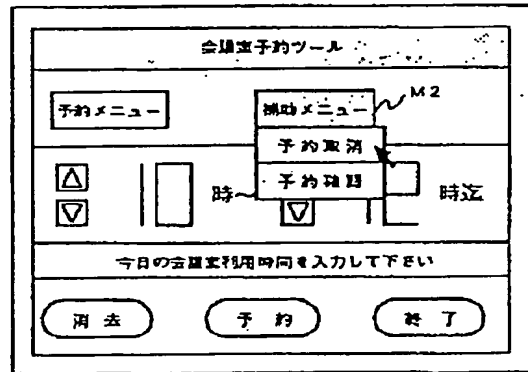 会議室予約ツール
予約メニュー
補助メニュー
M2
予約取消
予約確認
時
時迄
今日の会議室利用時間を入力して下さい
消去
予約
終了